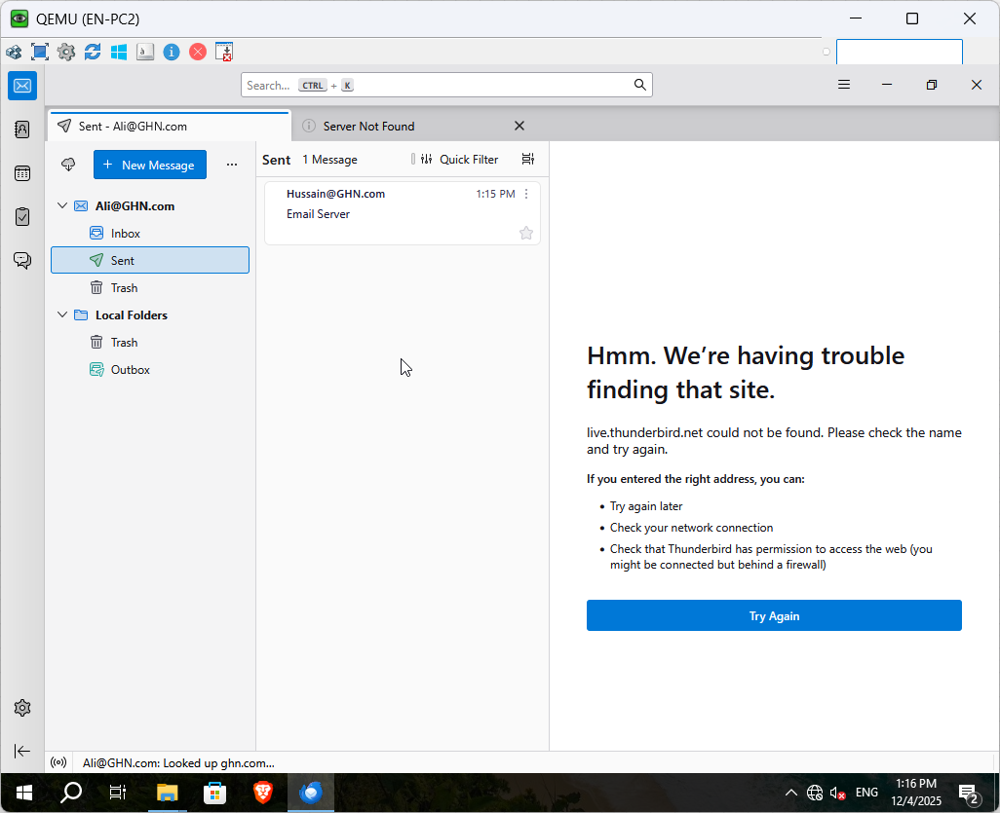 QEMU (EN-PC2)
Search... CTRL + K
Sent - Ali@GHN.com
Server Not Found
New Message
Sent 1 Message Quick Filter
Ali@GHN.com
Inbox
Sent
Trash
Local Folders
Trash
Outbox
Hussain@GHN.com 1:15 PM
Email Server
Hmm. We’re having trouble
finding that site.
live.thunderbird.net could not be found. Please check the name
and try again.
If you entered the right address, you can:
• Try again later
• Check your network connection
• Check that Thunderbird has permission to access the web (you
might be connected but behind a firewall)
Try Again
Ali@GHN.com: Looked up ghn.com...
ENG
1:16 PM
12/4/2025
2